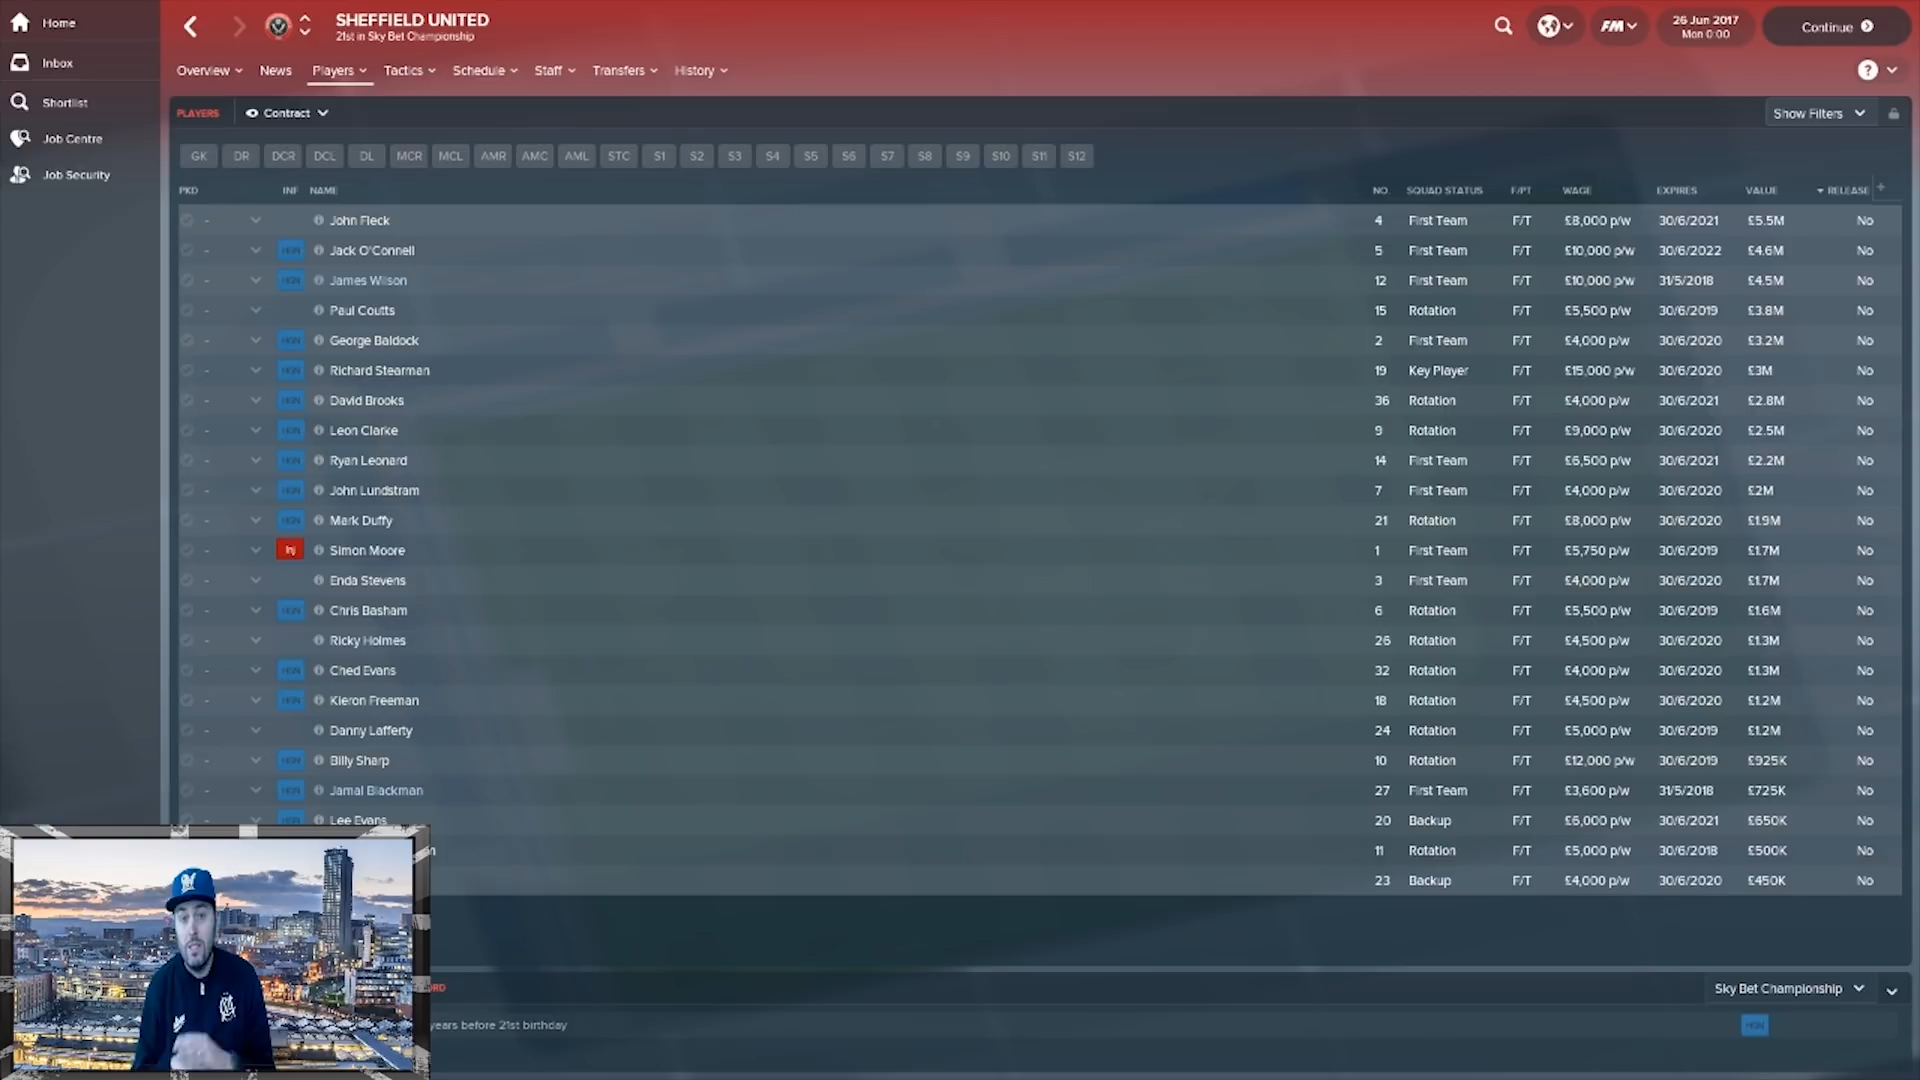 Home
Inbox
Shortlist
Job Centre
Job Security
SHEFFIELD UNITED
21st in Sky Bet Championship
FM
26 Jun 2017
Mon 0:00
Continue
Overview News Players Tactics Schedule Staff Transfers History
?
PLAYERS Contract Show Filters
GK DR DCR DCL DL MCR MCL AMR AMC AML STC S1 S2 S3 S4 S5 S6 S7 S8 S9 S10 S11 S12
PKD INF NAME NO. SQUAD STATUS F/PT WAGE EXPIRES VALUE RELEASE +
- John Fleck 4 First Team F/T £8,000 p/w 30/6/2021 £5.5M No
- HGN Jack O'Connell 5 First Team F/T £10,000 p/w 30/6/2022 £4.6M No
- HGN James Wilson 12 First Team F/T £10,000 p/w 31/5/2018 £4.5M No
- Paul Coutts 15 Rotation F/T £5,500 p/w 30/6/2019 £3.8M No
- HGN George Baldock 2 First Team F/T £4,000 p/w 30/6/2020 £3.2M No
- HGN Richard Stearman 19 Key Player F/T £15,000 p/w 30/6/2020 £3M No
- HGN David Brooks 36 Rotation F/T £4,000 p/w 30/6/2021 £2.8M No
- HGN Leon Clarke 9 Rotation F/T £9,000 p/w 30/6/2020 £2.5M No
- HGN Ryan Leonard 14 First Team F/T £6,500 p/w 30/6/2021 £2.2M No
- HGN John Lundstram 7 First Team F/T £4,000 p/w 30/6/2020 £2M No
- HGN Mark Duffy 21 Rotation F/T £8,000 p/w 30/6/2020 £1.9M No
- Inj Simon Moore 1 First Team F/T £5,750 p/w 30/6/2019 £1.7M No
- Enda Stevens 3 First Team F/T £4,000 p/w 30/6/2020 £1.7M No
- HGN Chris Basham 6 Rotation F/T £5,500 p/w 30/6/2019 £1.6M No
- Ricky Holmes 26 Rotation F/T £4,500 p/w 30/6/2020 £1.3M No
- HGN Ched Evans 32 Rotation F/T £4,000 p/w 30/6/2020 £1.3M No
- HGN Kieron Freeman 18 Rotation F/T £4,500 p/w 30/6/2020 £1.2M No
- Danny Lafferty 24 Rotation F/T £5,000 p/w 30/6/2019 £1.2M No
- HGN Billy Sharp 10 Rotation F/T £12,000 p/w 30/6/2019 £925K No
- HGN Jamal Blackman 27 First Team F/T £3,600 p/w 31/5/2018 £725K No
- HGN Lee Evans 20 Backup F/T £6,000 p/w 30/6/2021 £650K No
n 11 Rotation F/T £5,000 p/w 30/6/2018 £500K No
23 Backup F/T £4,000 p/w 30/6/2020 £450K No
ORD Sky Bet Championship
years before 21st birthday HGN